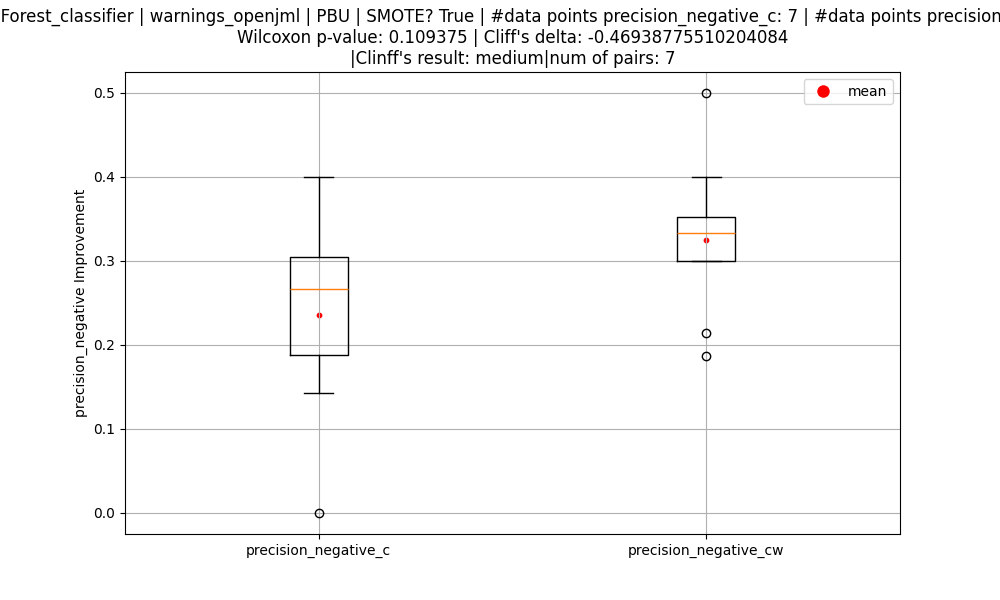 Forest_classifier | warnings_openjml | PBU | SMOTE? True | #data points precision_negative_c: 7 | #data points precision
Wilcoxon p-value: 0.109375 | Cliff's delta: -0.46938775510204084
|Clinff's result: medium|num of pairs: 7
mean
0.5
0.4
0.3
0.2
0.1
0.0
precision_negative Improvement
precision_negative_c
precision_negative_cw